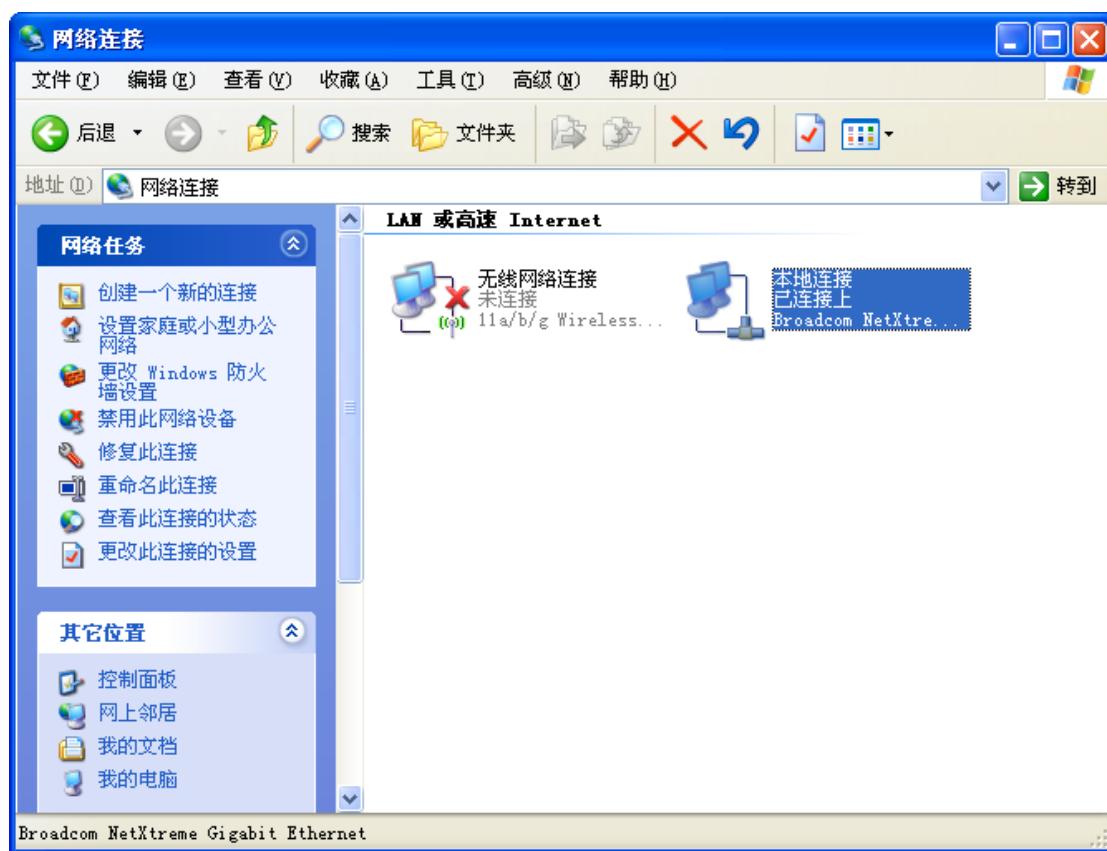 网络连接
文件(F) 编辑(E) 查看(V) 收藏(A) 工具(T) 高级(N) 帮助(H)
后退 搜索 文件夹
地址(D) 网络连接 转到
网络任务
创建一个新的连接
设置家庭或小型办公
网络
更改 Windows 防火
墙设置
禁用此网络设备
修复此连接
重命名此连接
查看此连接的状态
更改此连接的设置
其它位置
控制面板
网上邻居
我的文档
我的电脑
LAN 或高速 Internet
无线网络连接
未连接
11a/b/g Wireless...
本地连接
已连接上
Broadcom NetXtre...
Broadcom NetXtreme Gigabit Ethernet